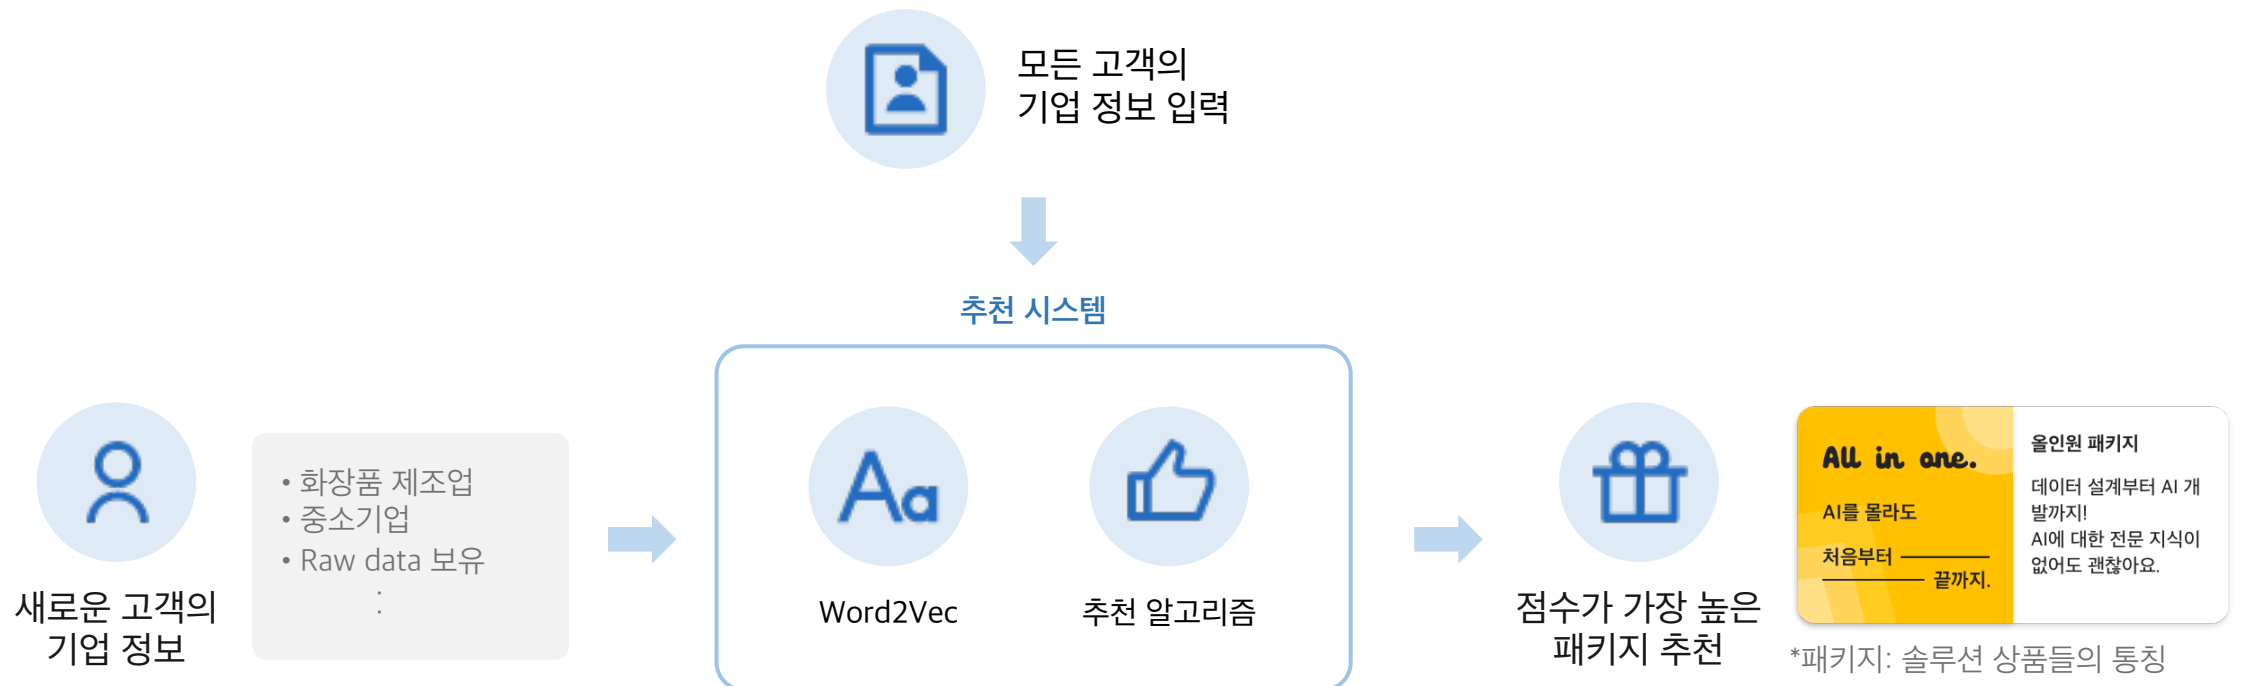 모든 고객의
기업 정보 입력
추천 시스템
새로운 고객의
기업 정보
• 화장품 제조업
• 중소기업
• Raw data 보유
:
Aa
Word2Vec
추천 알고리즘
점수가 가장 높은
패키지 추천
All in one.
AI를 몰라도
처음부터
끝까지.
올인원 패키지
데이터 설계부터 AI 개
발까지!
AI에 대한 전문 지식이
없어도 괜찮아요.
*패키지: 솔루션 상품들의 통칭